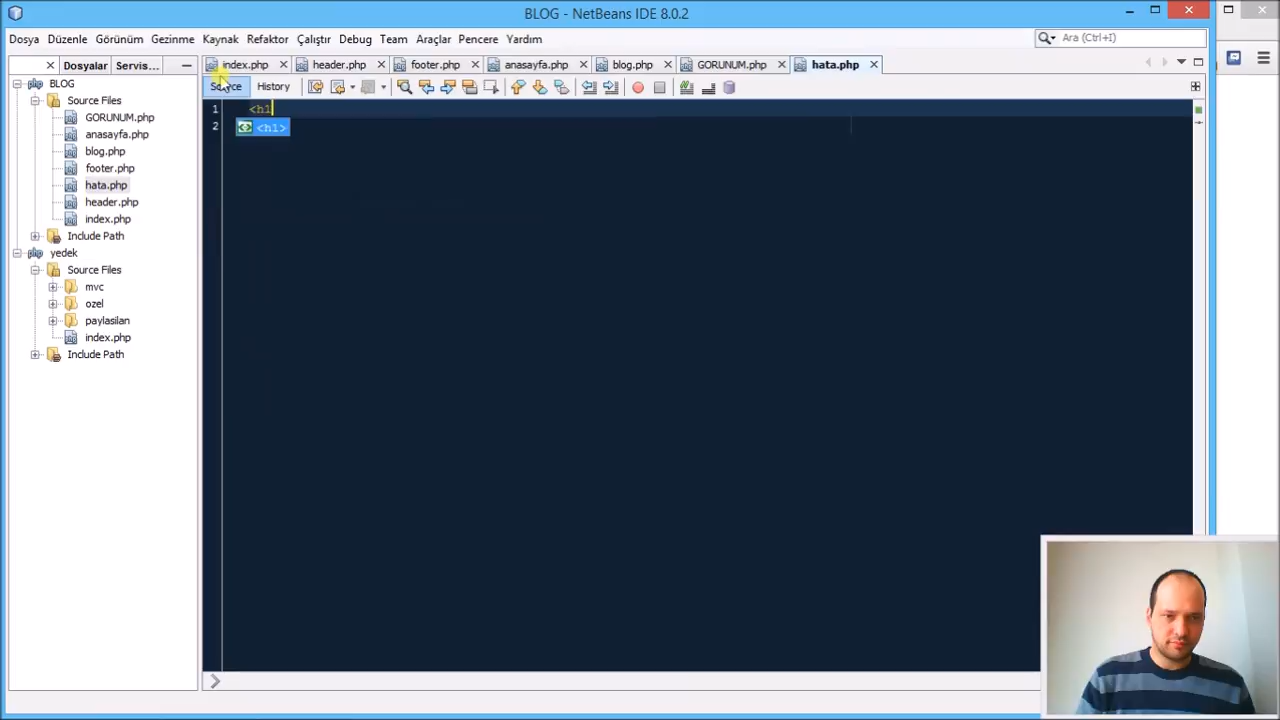 BLOG - NetBeans IDE 8.0.2
Dosya Düzenle Görünüm Gezinme Kaynak Refaktor Çalıştır Debug Team Araçlar Pencere Yardım
Ara (Ctrl+I)
Dosyalar Servis...
index.php header.php footer.php anasayfa.php blog.php GORUNUM.php hata.php
Source History
1 <h1
2 <h1>
BLOG
Source Files
GORUNUM.php
anasayfa.php
blog.php
footer.php
hata.php
header.php
index.php
Include Path
yedek
Source Files
mvc
ozel
paylasilan
index.php
Include Path